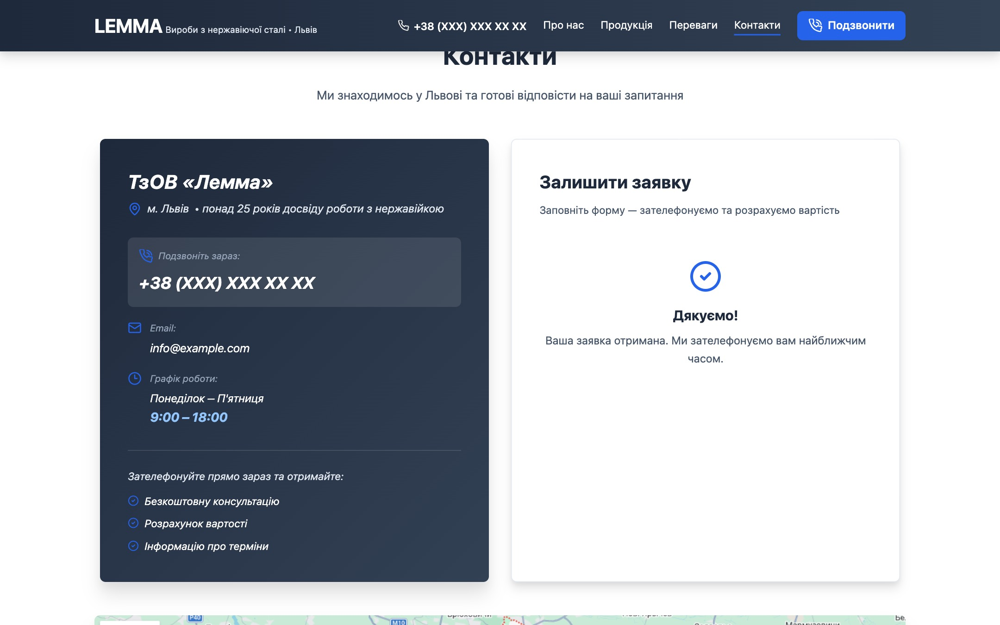 LEMMA Вироби з нержавіючої сталі • Львів
+38 (XXX) XXX XX XX
Про нас
Продукція
Переваги
Контакти
Подзвонити
Контакти
Ми знаходимось у Львові та готові відповісти на ваші запитання
ТзОВ «Лемма»
м. Львів • понад 25 років досвіду роботи з нержавійкою
Подзвоніть зараз:
+38 (XXX) XXX XX XX
Email:
info@example.com
Графік роботи:
Понеділок – П'ятниця
9:00 – 18:00
Зателефонуйте прямо зараз та отримайте:
Безкоштовну консультацію
Розрахунок вартості
Інформацію про терміни
Залишити заявку
Заповніть форму — зателефонуємо та розрахуємо вартість
Дякуємо!
Ваша заявка отримана. Ми зателефонуємо вам найближчим
часом.
P40
M10